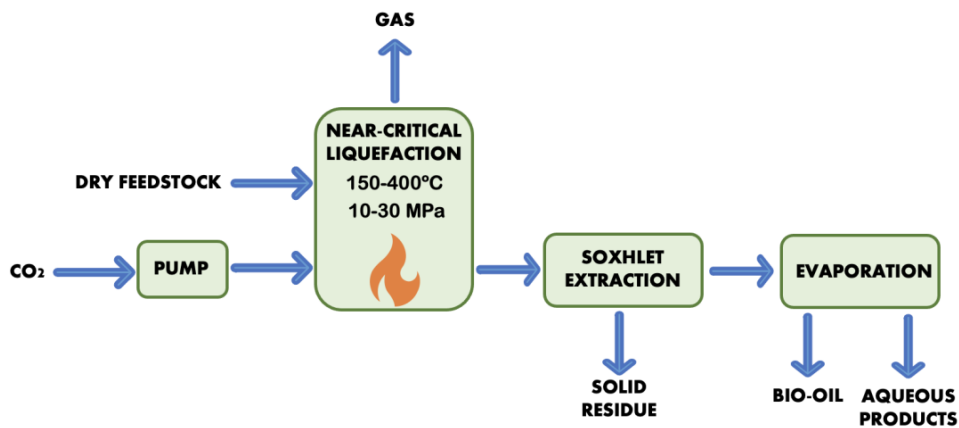 GAS
NEAR-CRITICAL
LIQUEFACTION
150-400ºC
10-30 MPa
DRY FEEDSTOCK
CO₂
PUMP
SOXHLET
EXTRACTION
EVAPORATION
SOLID
RESIDUE
BIO-OIL
AQUEOUS
PRODUCTS